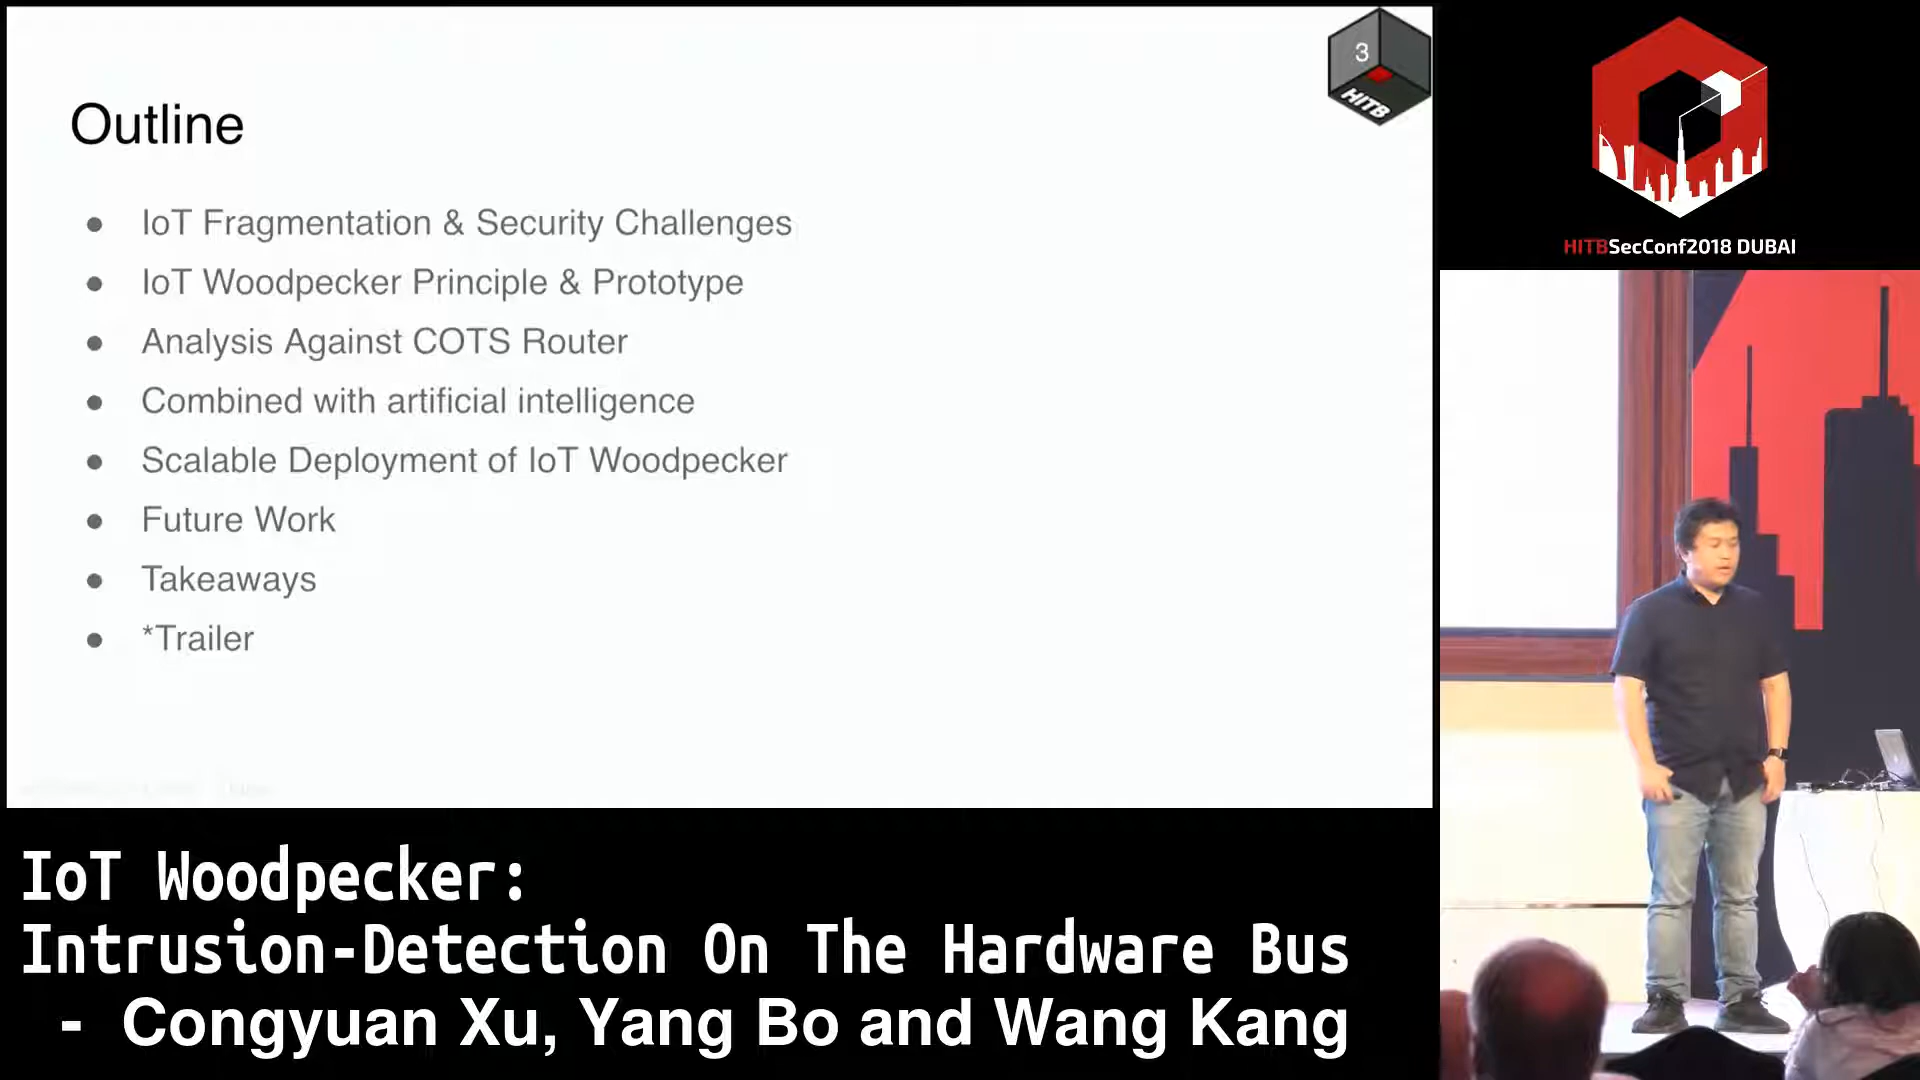 3
HITB
Outline
● IoT Fragmentation & Security Challenges
● IoT Woodpecker Principle & Prototype
● Analysis Against COTS Router
● Combined with artificial intelligence
● Scalable Deployment of IoT Woodpecker
● Future Work
● Takeaways
● *Trailer
HITBSecConf2018 DUBAI
IoT Woodpecker:
Intrusion-Detection On The Hardware Bus
- Congyuan Xu, Yang Bo and Wang Kang